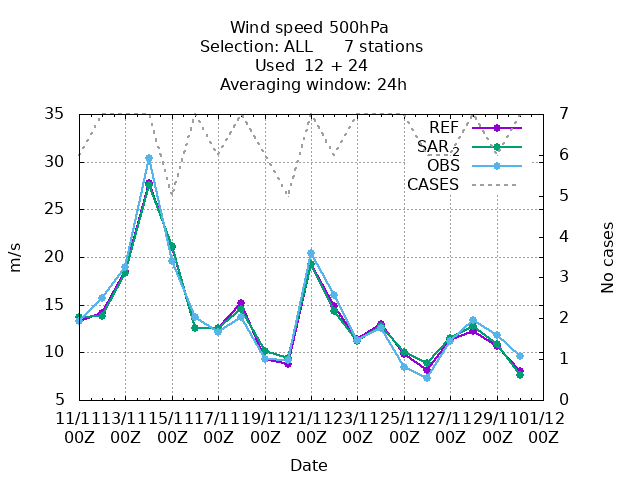 Wind speed 500hPa
Selection: ALL 7 stations
Used 12 + 24
Averaging window: 24h
35 7
REF
SAR 2
30 6
OBS
CASES
5
25
4
20
3
15
2
10
1
5 0
m/s
No cases
11/11 13/11 15/11 17/11 19/11 21/11 23/11 25/11 27/11 29/11 01/12
00Z 00Z 00Z 00Z 00Z 00Z 00Z 00Z 00Z 00Z 00Z
Date